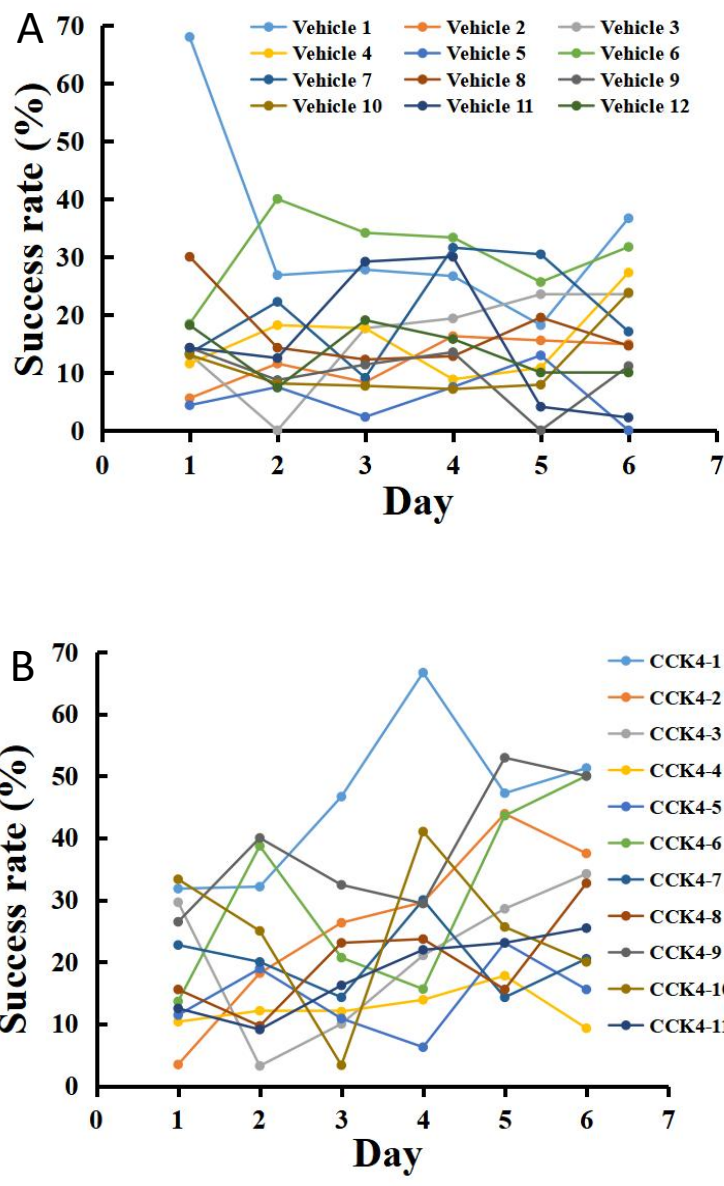 A
70
60
50
40
30
20
10
0
Success rate (%)
Vehicle 1 Vehicle 2 Vehicle 3
Vehicle 4 Vehicle 5 Vehicle 6
Vehicle 7 Vehicle 8 Vehicle 9
Vehicle 10 Vehicle 11 Vehicle 12
0 1 2 3 4 5 6 7
Day
B
70
60
50
40
30
20
10
0
Success rate (%)
CCK4-1
CCK4-2
CCK4-3
CCK4-4
CCK4-5
CCK4-6
CCK4-7
CCK4-8
CCK4-9
CCK4-10
CCK4-11
0 1 2 3 4 5 6 7
Day